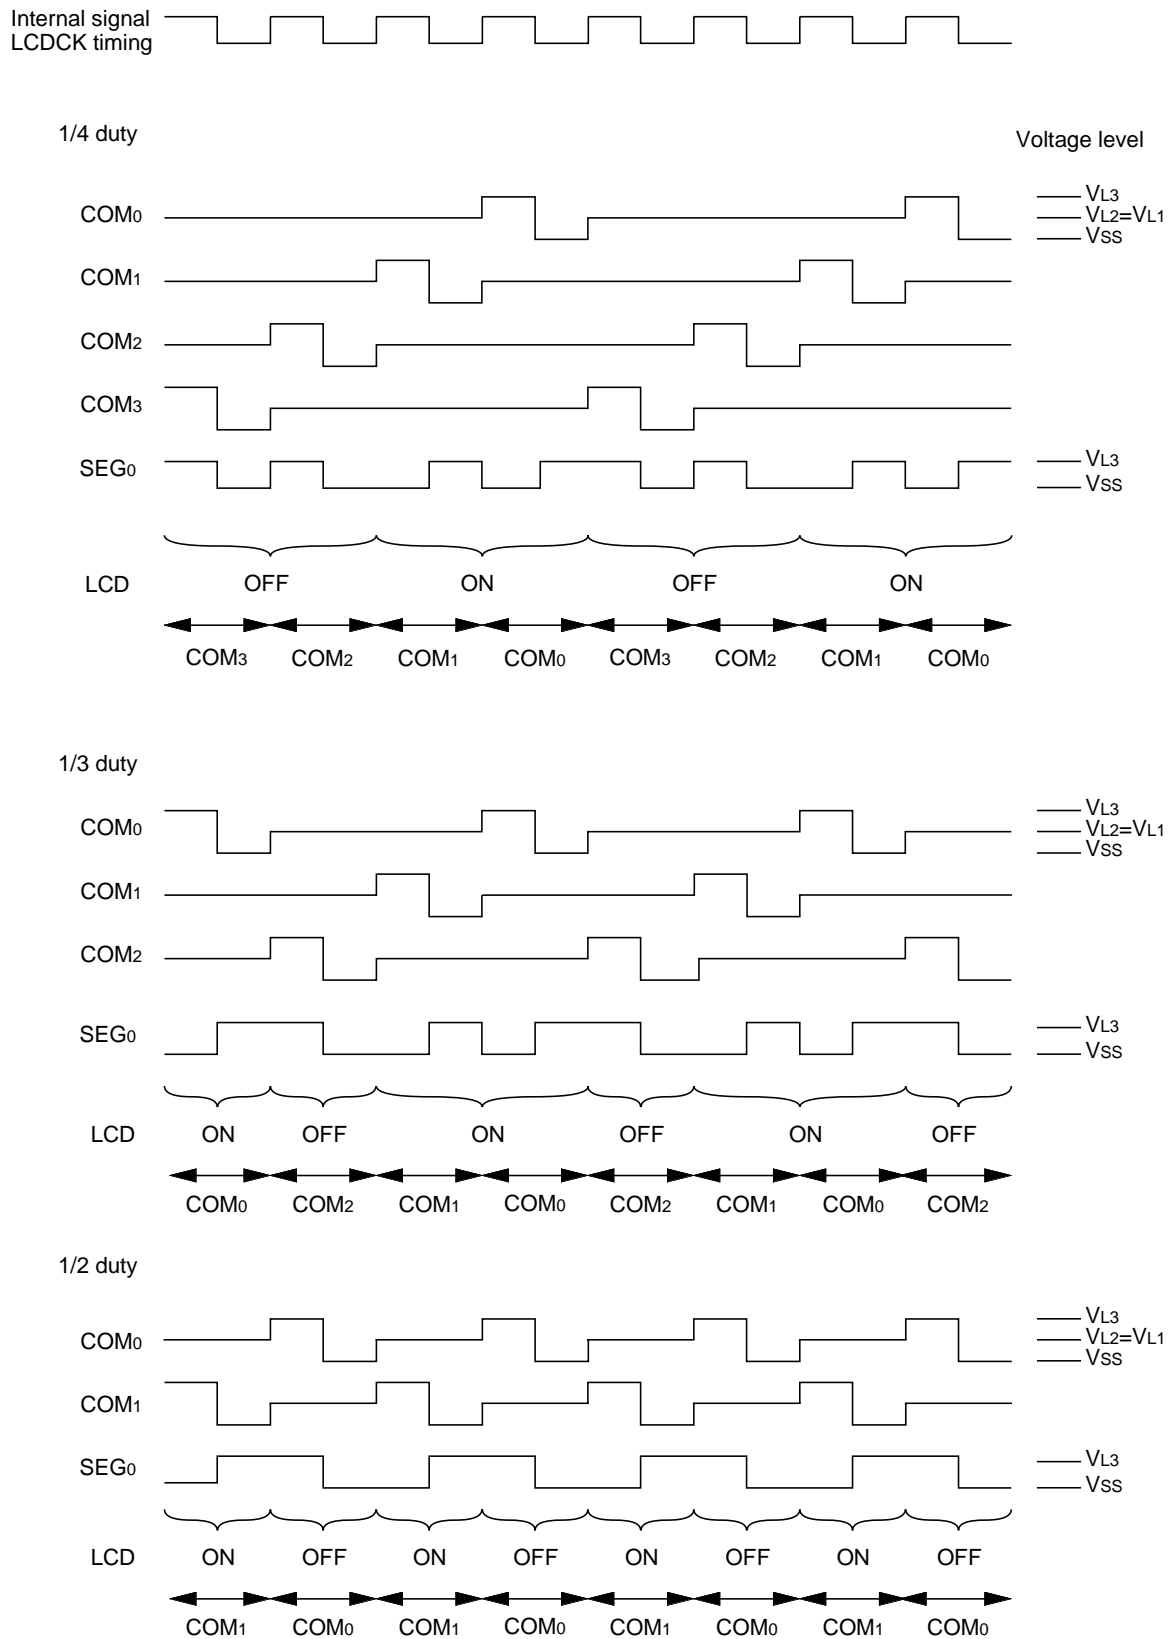 Internal signal
LCDCK timing
1/4 duty
Voltage level
COM0
VL3
VL2=VL1
VSS
COM1
COM2
COM3
SEG0
VL3
VSS
LCD OFF ON OFF ON
COM3 COM2 COM1 COM0 COM3 COM2 COM1 COM0
1/3 duty
COM0
VL3
VL2=VL1
VSS
COM1
COM2
SEG0
VL3
VSS
LCD ON OFF ON OFF ON OFF
COM0 COM2 COM1 COM0 COM2 COM1 COM0 COM2
1/2 duty
COM0
VL3
VL2=VL1
VSS
COM1
SEG0
VL3
VSS
LCD ON OFF ON OFF ON OFF ON OFF
COM1 COM0 COM1 COM0 COM1 COM0 COM1 COM0